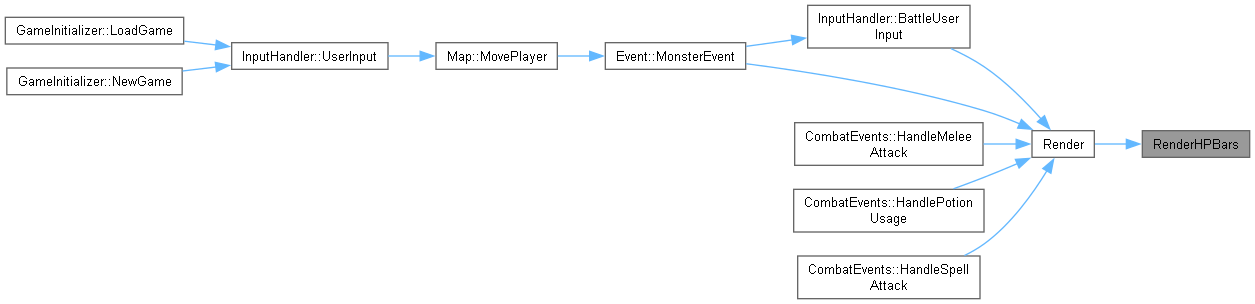 GameInitializer::LoadGame
GameInitializer::NewGame
InputHandler::UserInput
Map::MovePlayer
Event::MonsterEvent
InputHandler::BattleUser
Input
CombatEvents::HandleMelee
Attack
CombatEvents::HandlePotion
Usage
CombatEvents::HandleSpell
Attack
Render
RenderHPBars